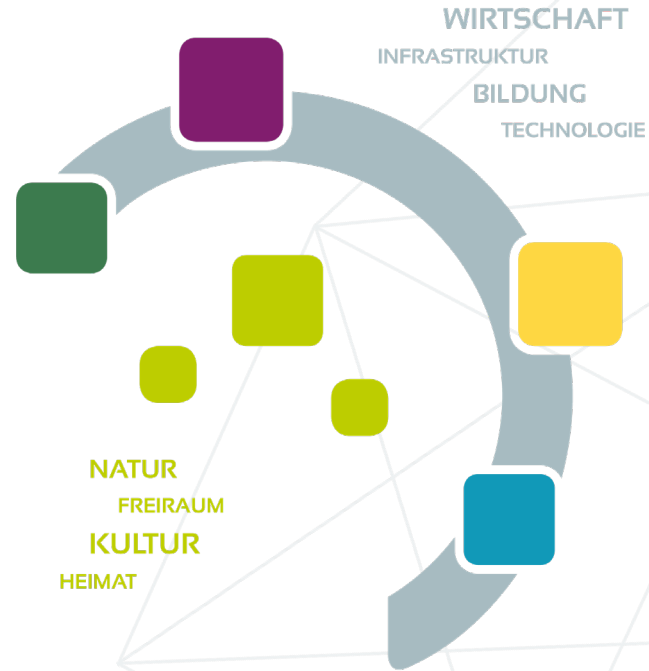 WIRTSCHAFT
INFRASTRUKTUR
BILDUNG
TECHNOLOGIE
NATUR
FREIRAUM
KULTUR
HEIMAT